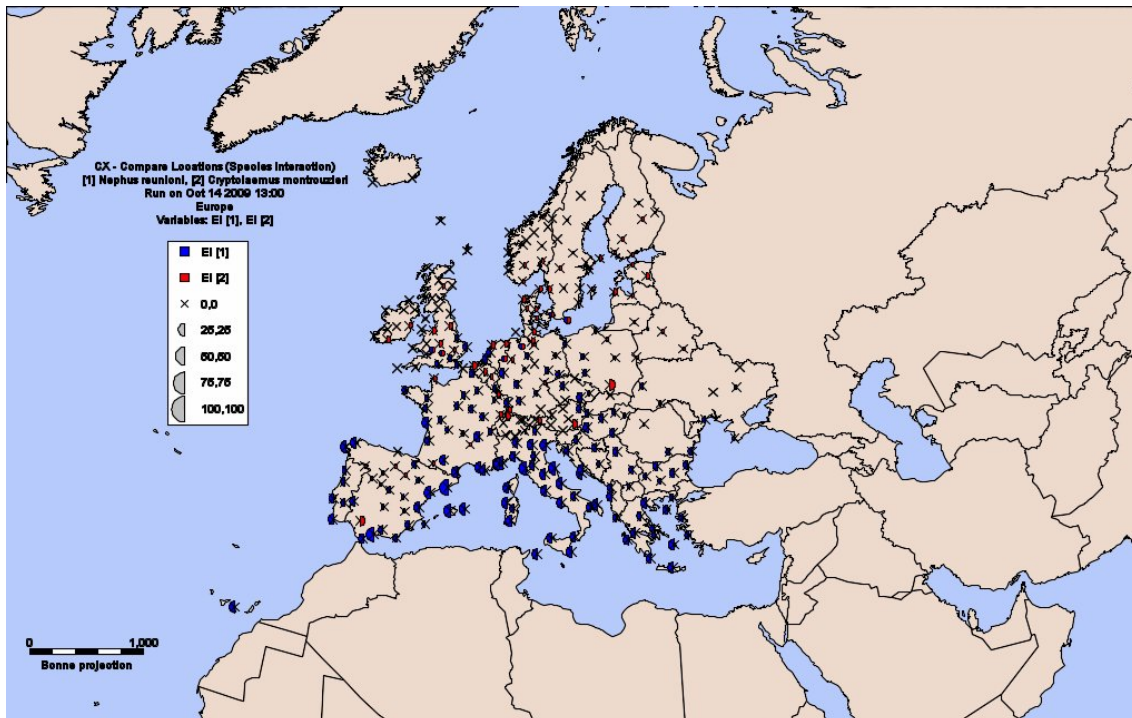 CX - Compare Locations (Species Interaction)
[1] Nephus reunioni, [2] Cryptolaemus montrouzieri
Run on Oct 14 2009 13:00
Europe
Variables: EI [1], EI [2]
EI [1]
EI [2]
0,0
25,25
50,50
75,75
100,100
0 1,000
Bonne projection